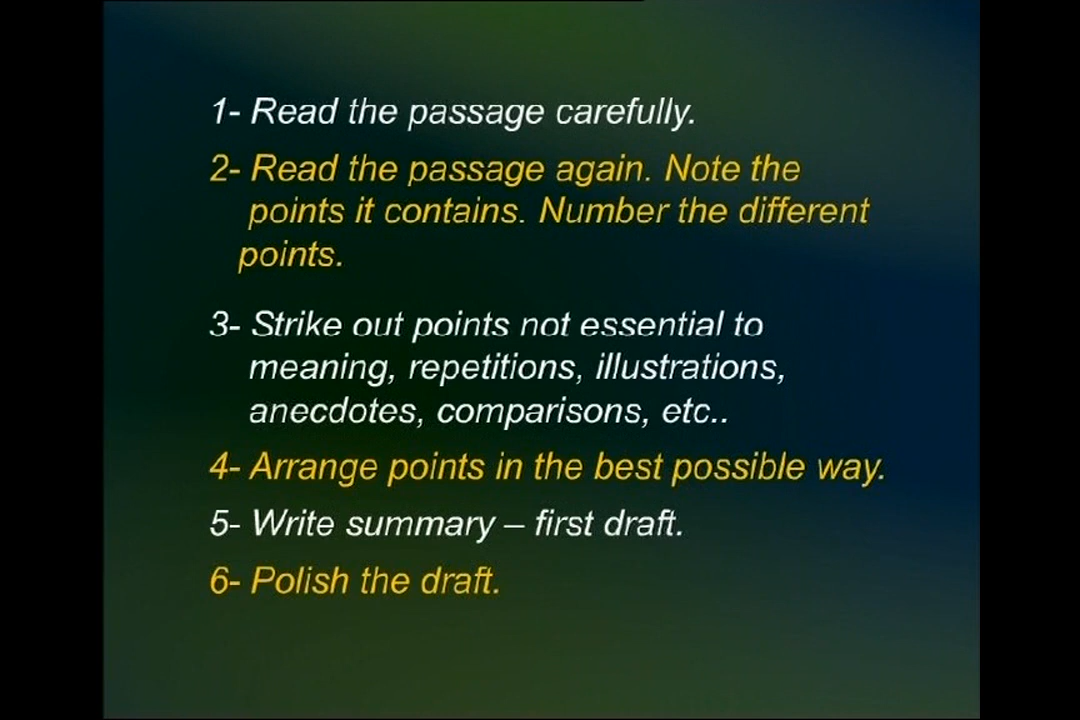 1- Read the passage carefully.
2- Read the passage again. Note the
points it contains. Number the different
points.
3- Strike out points not essential to
meaning, repetitions, illustrations,
anecdotes, comparisons, etc..
4- Arrange points in the best possible way.
5- Write summary – first draft.
6- Polish the draft.